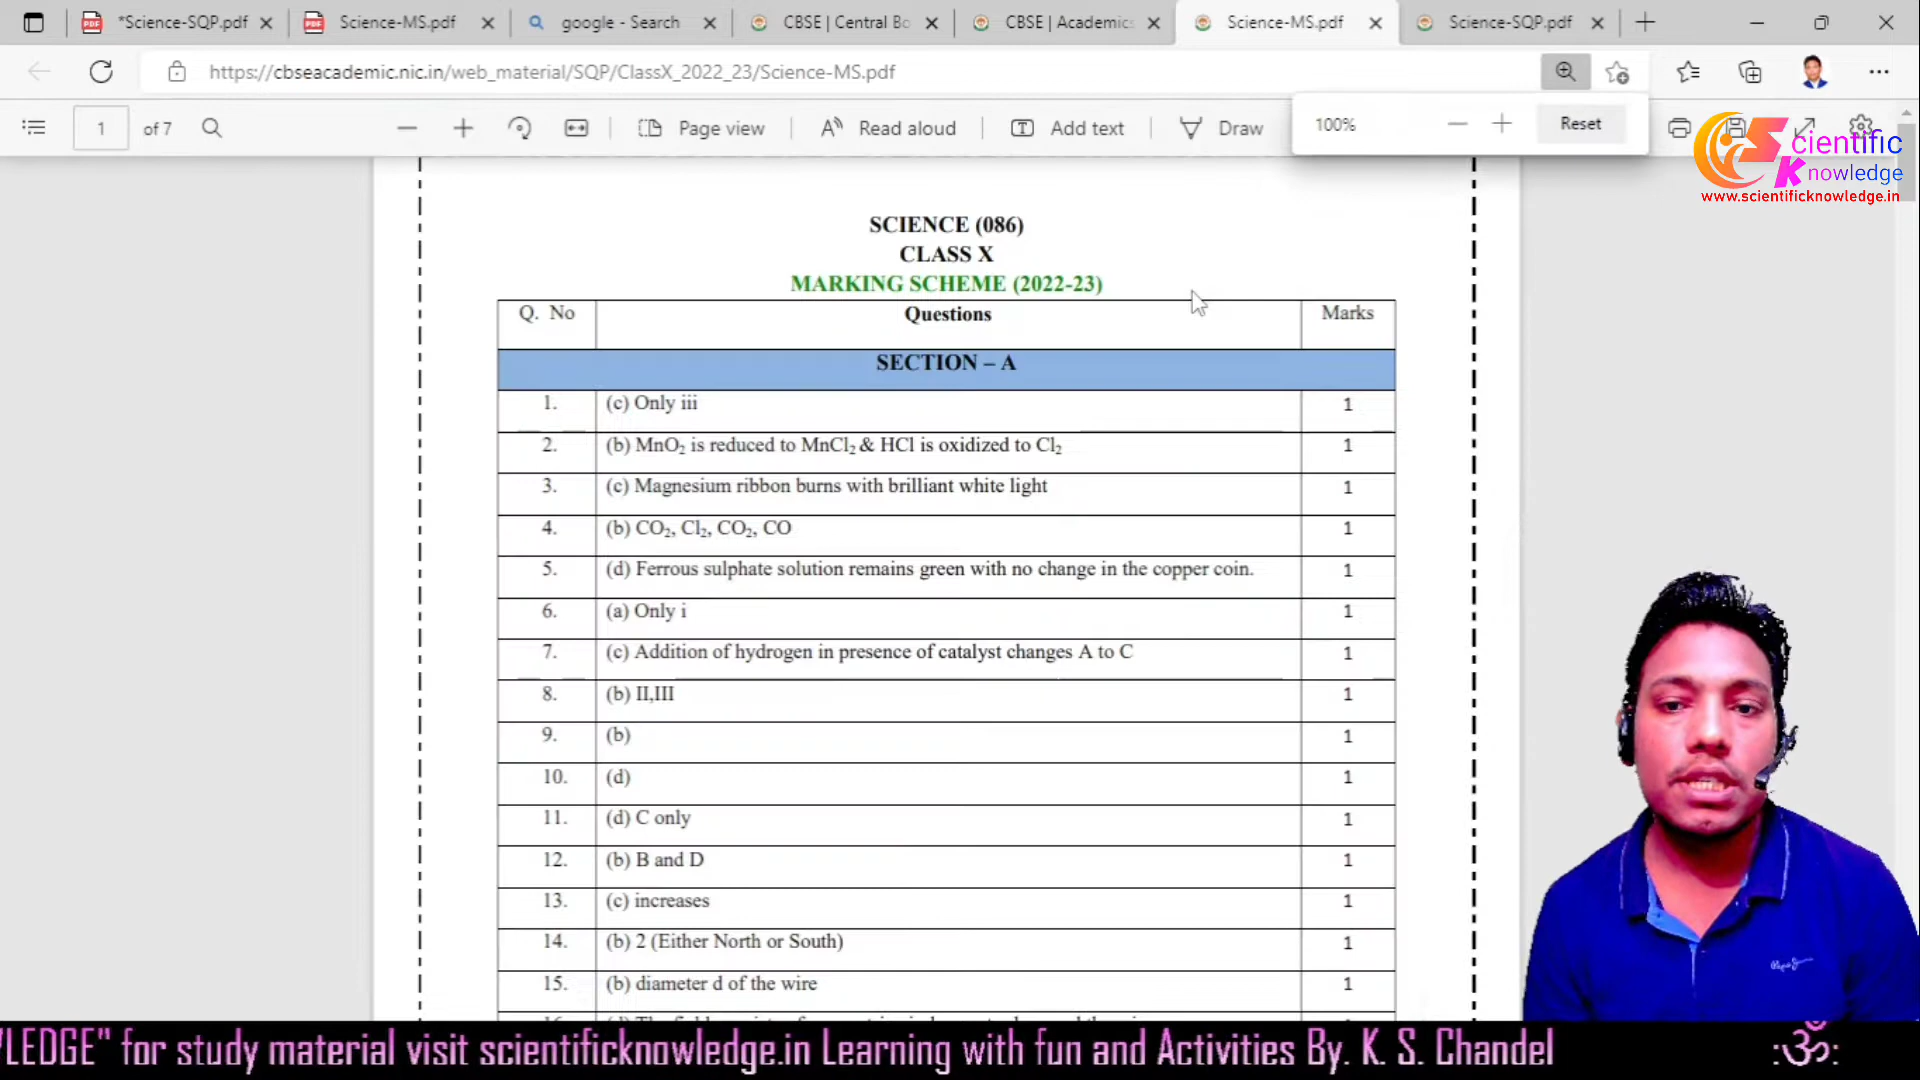 *Science-SQP.pdf
Science-MS.pdf
google - Search
CBSE | Central Bo
CBSE | Academics
Science-MS.pdf
Science-SQP.pdf
https://cbseacademic.nic.in/web_material/SQP/ClassX_2022_23/Science-MS.pdf
1 of 7
Page view
Read aloud
Add text
Draw
100%
Reset
Scientific
Knowledge
www.scientificknowledge.in
SCIENCE (086)
CLASS X
MARKING SCHEME (2022-23)
Q. No Questions Marks
SECTION – A
1. (c) Only iii 1
2. (b) MnO₂ is reduced to MnCl₂ & HCl is oxidized to Cl₂ 1
3. (c) Magnesium ribbon burns with brilliant white light 1
4. (b) CO₂, Cl₂, CO₂, CO 1
5. (d) Ferrous sulphate solution remains green with no change in the copper coin. 1
6. (a) Only i 1
7. (c) Addition of hydrogen in presence of catalyst changes A to C 1
8. (b) II,III 1
9. (b) 1
10. (d) 1
11. (d) C only 1
12. (b) B and D 1
13. (c) increases 1
14. (b) 2 (Either North or South) 1
15. (b) diameter d of the wire 1
LEDGE" for study material visit scientificknowledge.in Learning with fun and Activities By. K. S. Chandel
:ॐ: